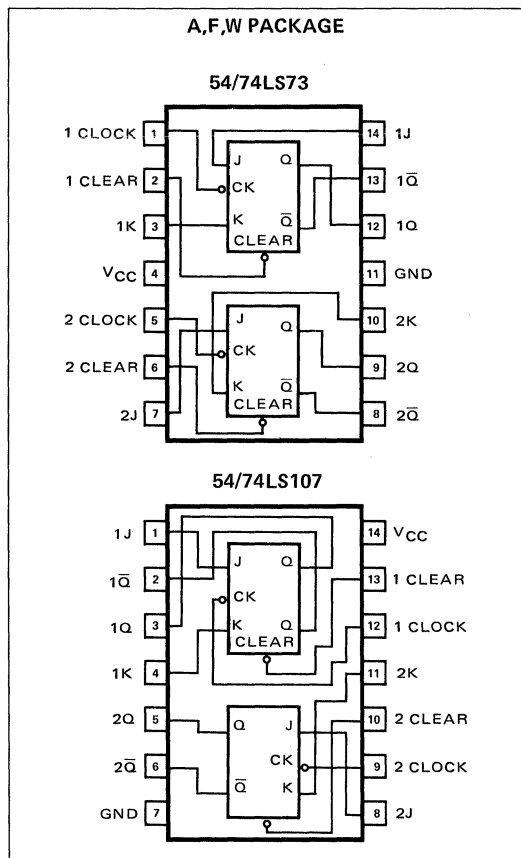 A,F,W PACKAGE
54/74LS73
1 CLOCK 1 14 1J
1 CLEAR 2 13 1Q̅
1K 3 12 1Q
VCC 4 11 GND
2 CLOCK 5 10 2K
2 CLEAR 6 9 2Q
2J 7 8 2Q̅
J Q
CK
K Q̅
CLEAR
J Q
CK
K Q̅
CLEAR
54/74LS107
1J 1 14 VCC
1Q̅ 2 13 1 CLEAR
1Q 3 12 1 CLOCK
1K 4 11 2K
2Q 5 10 2 CLEAR
2Q̅ 6 9 2 CLOCK
GND 7 8 2J
J Q
CK
K Q
CLEAR
Q J
CK
Q̅ K